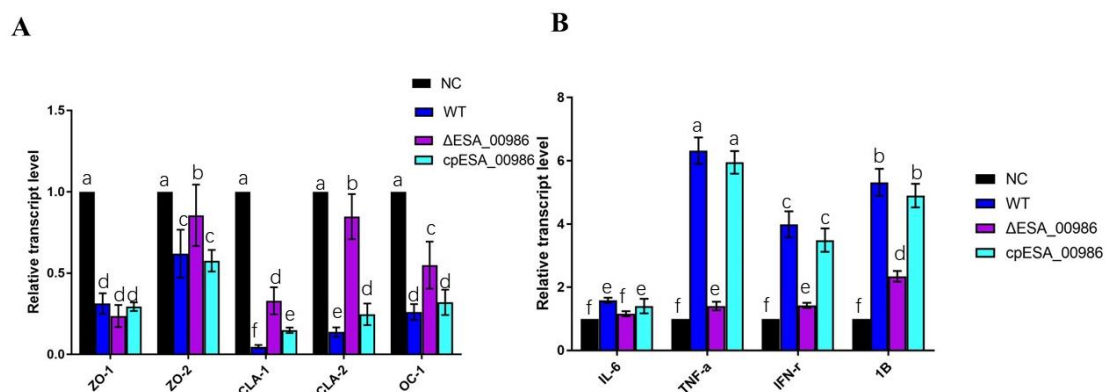 A
B
NC
WT
ΔESA_00986
cpESA_00986
Relative transcript level
1.5
1.0
0.5
0.0
a a a a a
d d d c b c f d e e b d d c d
ZO-1 ZO-2 CLA-1 CLA-2 OC-1
Relative transcript level
8
6
4
2
0
f e f e f a e a f c e c f b d b
IL-6 TNF-a IFN-r 1B
NC
WT
ΔESA_00986
cpESA_00986